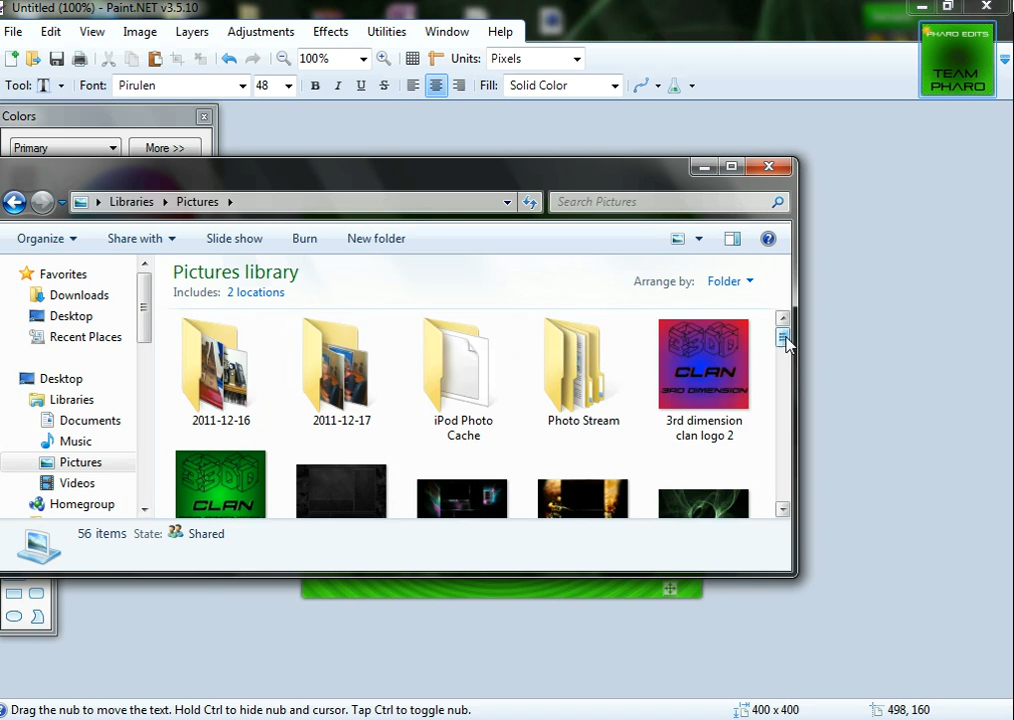 Untitled (100%) - Paint.NET v3.5.10
File Edit View Image Layers Adjustments Effects Utilities Window Help
100% Units: Pixels
Tool: T Font: Pirulen 48 B I U S Fill: Solid Color
PHARO EDITS
TEAM
PHARO
Colors
Primary More >>
Libraries Pictures Search Pictures
Organize Share with Slide show Burn New folder
Favorites
Downloads
Desktop
Recent Places
Desktop
Libraries
Documents
Music
Pictures
Videos
Homegroup
Pictures library
Includes: 2 locations
Arrange by: Folder
CLAN
3RD DIMENSION
2011-12-16 2011-12-17 iPod Photo Cache Photo Stream 3rd dimension clan logo 2
CLAN
56 items State: Shared
Drag the nub to move the text. Hold Ctrl to hide nub and cursor. Tap Ctrl to toggle nub. 400 x 400 498, 160